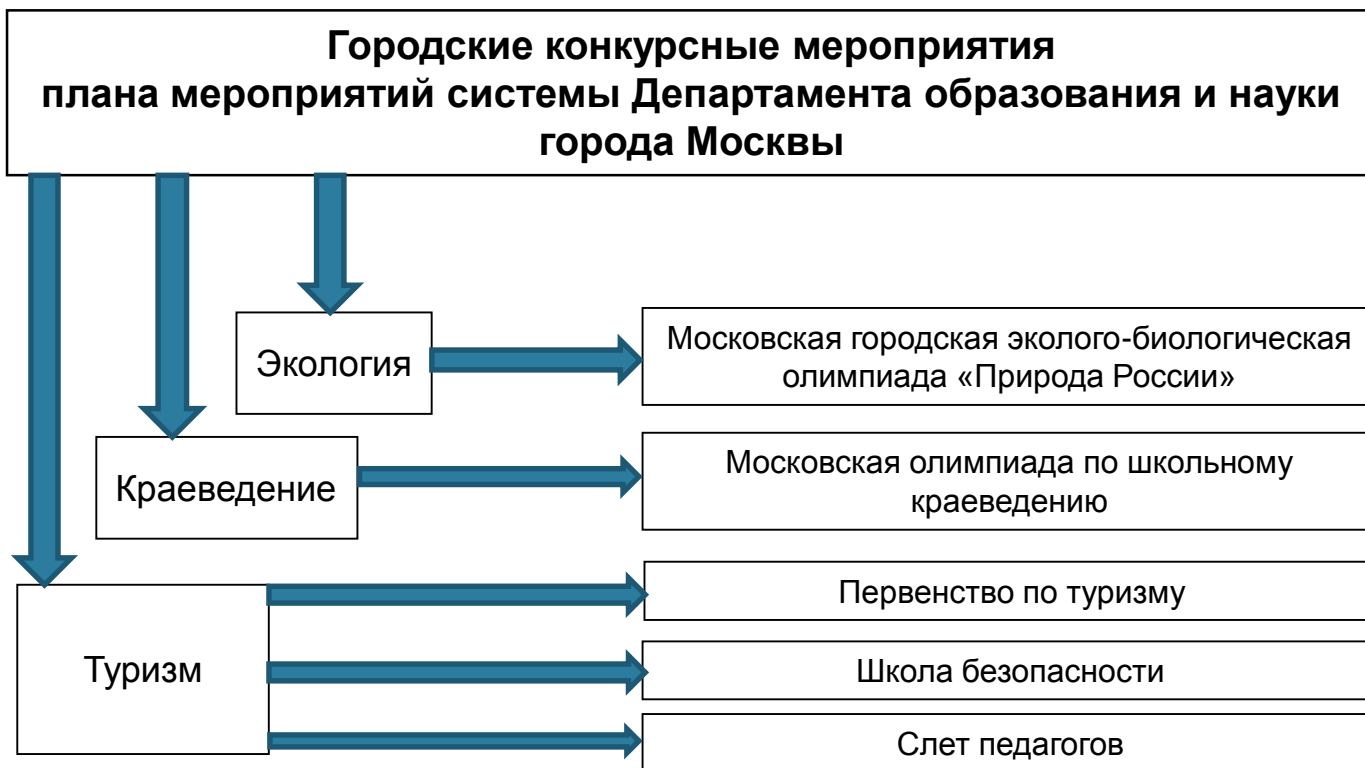 Городские конкурсные мероприятия
плана мероприятий системы Департамента образования и науки
города Москвы
Экология
Московская городская эколого-биологическая
олимпиада «Природа России»
Краеведение
Московская олимпиада по школьному
краеведению
Туризм
Первенство по туризму
Школа безопасности
Слет педагогов